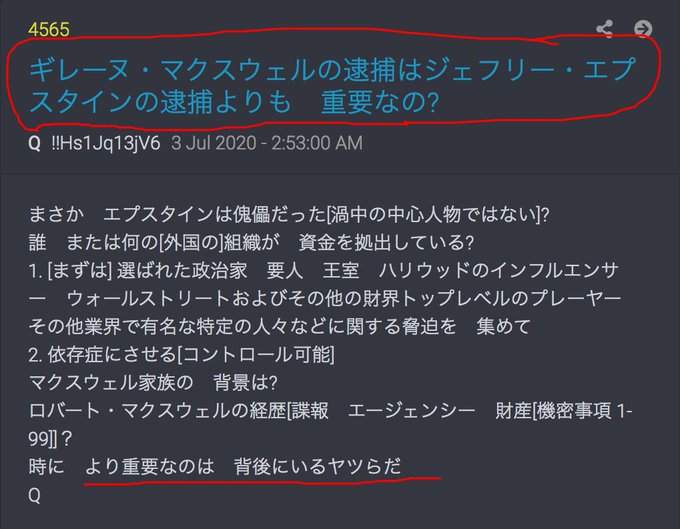 4565
ギレーヌ・マクスウェルの逮捕はジェフリー・エプ
スタインの逮捕よりも　重要なの?
Q !!Hs1Jq13jV6 3 Jul 2020 - 2:53:00 AM
まさか　エプスタインは傀儡だった[渦中の中心人物ではない]?
誰　または何の[外国の]組織が　資金を拠出している?
1. [まずは] 選ばれた政治家　要人　王室　ハリウッドのインフルエンサ
ー　ウォールストリートおよびその他の財界トップレベルのプレーヤー
その他業界で有名な特定の人々などに関する脅迫を　集めて
2. 依存症にさせる[コントロール可能]
マクスウェル家族の　背景は?
ロバート・マクスウェルの経歴[諜報　エージェンシー　財産[機密事項 1-
99]]？
時に　より重要なのは　背後にいるヤツらだ
Q